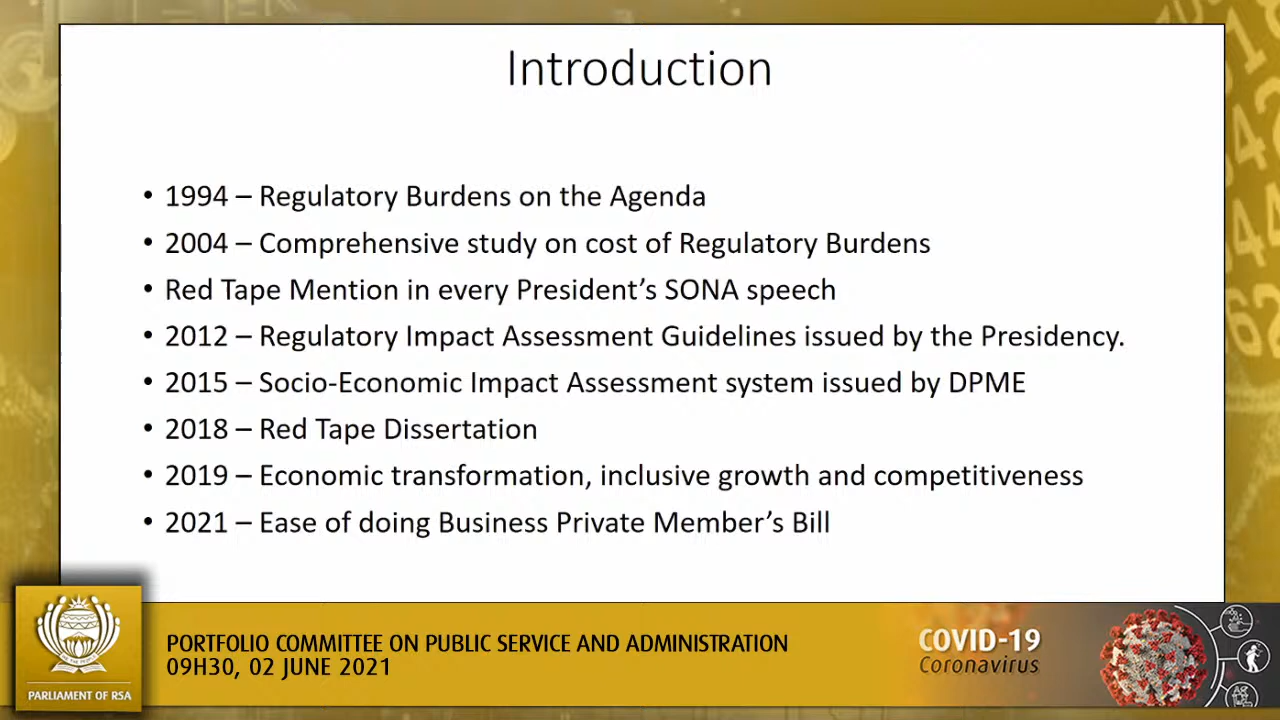 Introduction
• 1994 – Regulatory Burdens on the Agenda
• 2004 – Comprehensive study on cost of Regulatory Burdens
• Red Tape Mention in every President’s SONA speech
• 2012 – Regulatory Impact Assessment Guidelines issued by the Presidency.
• 2015 – Socio-Economic Impact Assessment system issued by DPME
• 2018 – Red Tape Dissertation
• 2019 – Economic transformation, inclusive growth and competitiveness
• 2021 – Ease of doing Business Private Member’s Bill
PARLIAMENT OF RSA
PORTFOLIO COMMITTEE ON PUBLIC SERVICE AND ADMINISTRATION
09H30, 02 JUNE 2021
COVID-19
Coronavirus